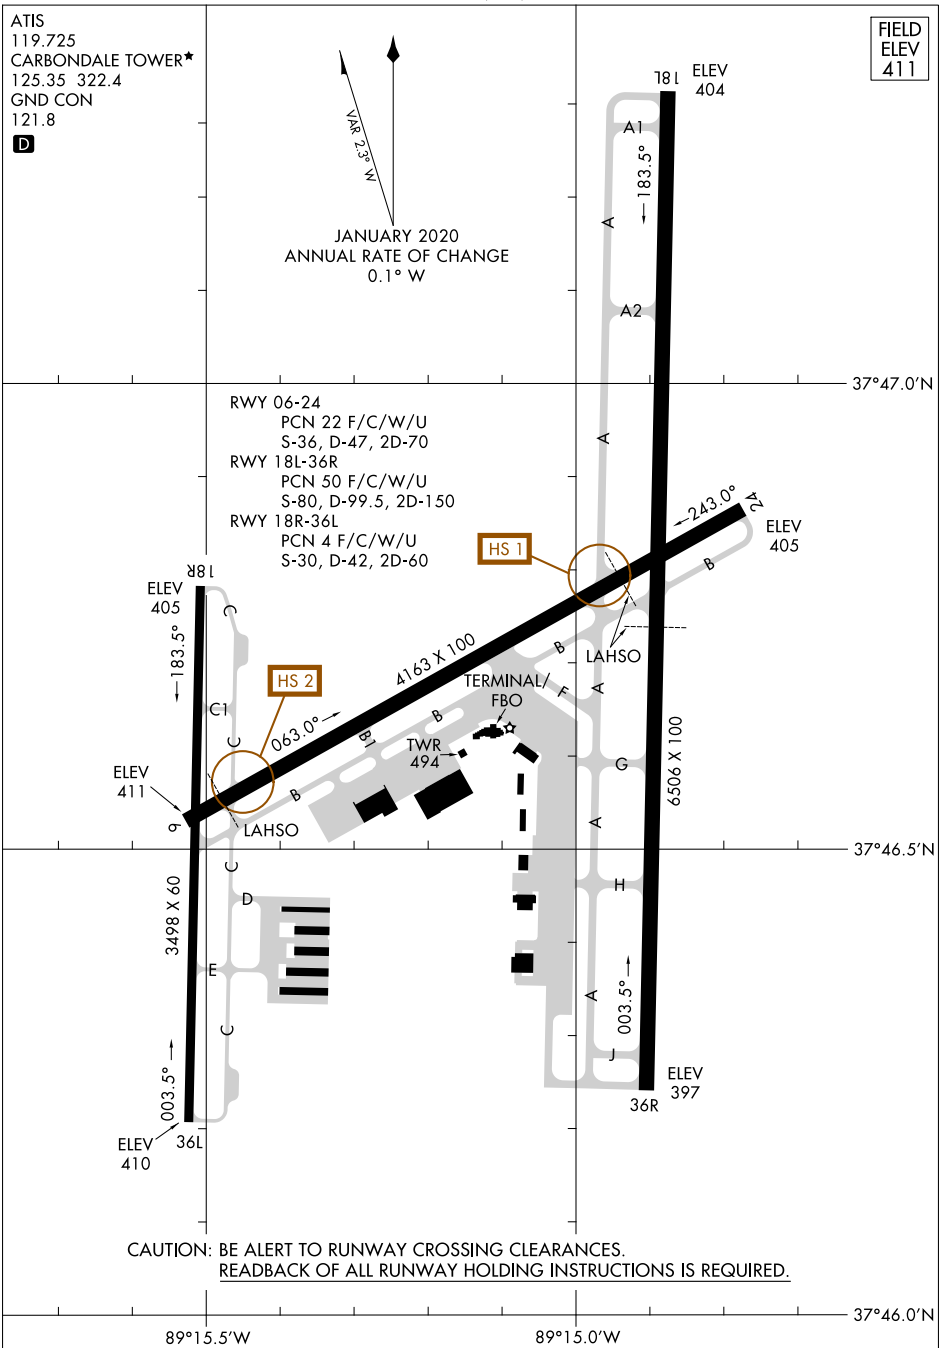 ATIS
119.725
CARBONDALE TOWER★
125.35 322.4
GND CON
121.8
D
VAR 2.3° W
JANUARY 2020
ANNUAL RATE OF CHANGE
0.1° W
FIELD
ELEV
411
18L
ELEV
404
A1
183.5°
A
A2
37°47.0'N
RWY 06-24
PCN 22 F/C/W/U
S-36, D-47, 2D-70
RWY 18L-36R
PCN 50 F/C/W/U
S-80, D-99.5, 2D-150
RWY 18R-36L
PCN 4 F/C/W/U
S-30, D-42, 2D-60
A
243.0°
24
ELEV
405
HS 1
B
18R
ELEV
405
C
183.5°
4163 X 100
B
LAHSO
HS 2
TERMINAL/
FBO
F
A
C1
063.0°
B
B1
C
TWR
494
G
6506 X 100
ELEV
411
B
A
9
LAHSO
37°46.5'N
C
3498 X 60
D
H
E
A
003.5°
C
J
003.5°
ELEV
397
36R
36L
ELEV
410
CAUTION: BE ALERT TO RUNWAY CROSSING CLEARANCES.
READBACK OF ALL RUNWAY HOLDING INSTRUCTIONS IS REQUIRED.
37°46.0'N
89°15.5'W
89°15.0'W